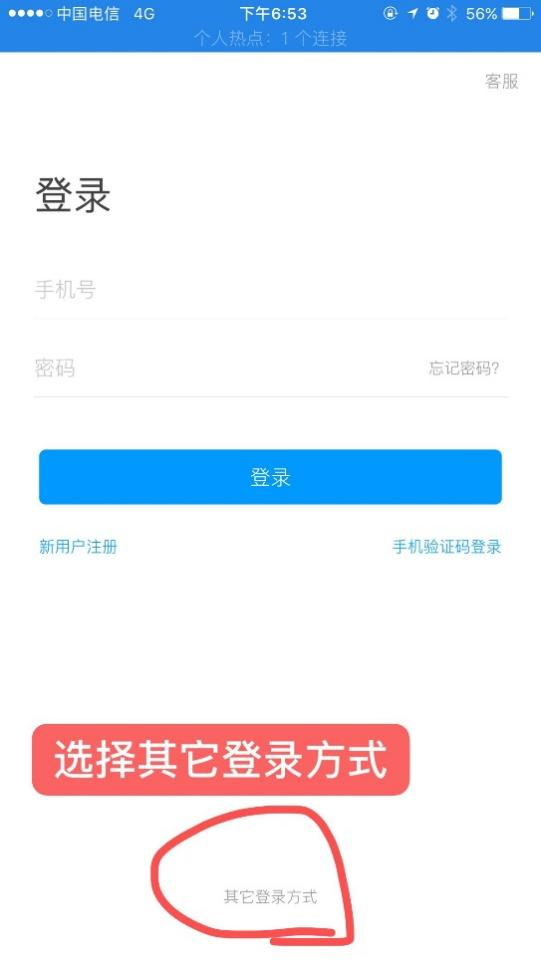 中国电信 4G 下午6:53 56%
个人热点：1 个连接
客服
登录
手机号
密码 忘记密码?
登录
新用户注册 手机验证码登录
选择其它登录方式
其它登录方式